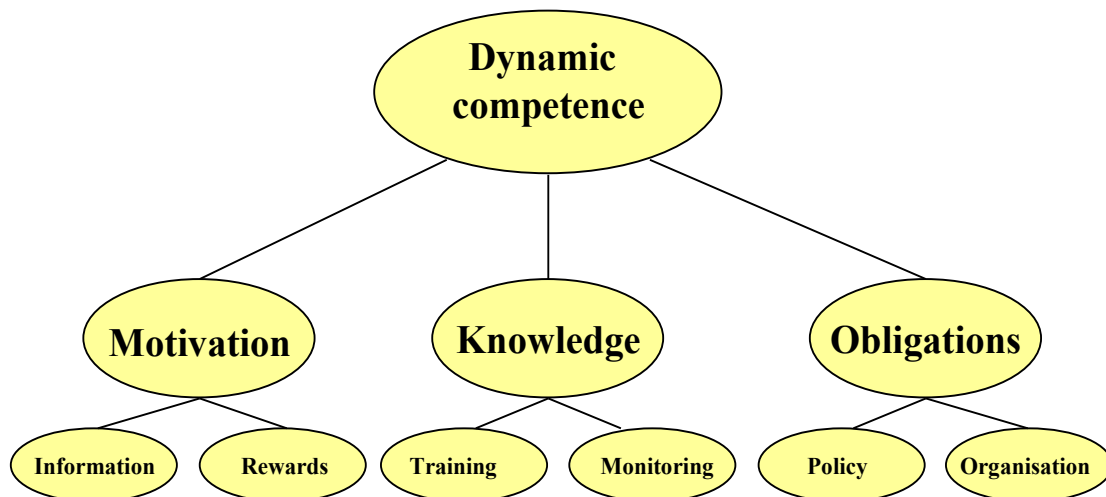 Dynamic
competence
Motivation
Knowledge
Obligations
Information
Rewards
Training
Monitoring
Policy
Organisation